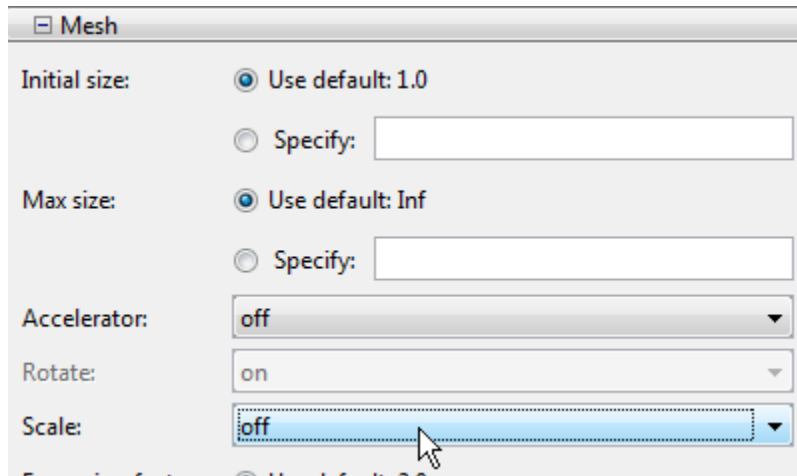 Mesh
Initial size: Use default: 1.0
Specify:
Max size: Use default: Inf
Specify:
Accelerator: off
Rotate: on
Scale: off